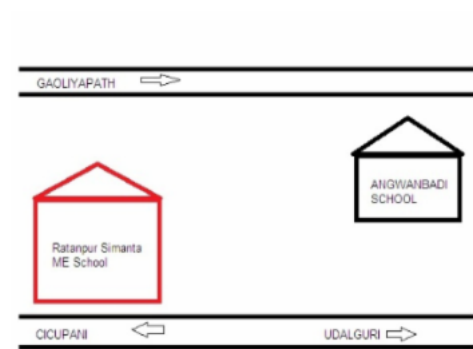 GAOLIYAPATH
ANGWANBADI
SCHOOL
Ratanpur Simanta
ME School
CICUPANI
UDALGURI